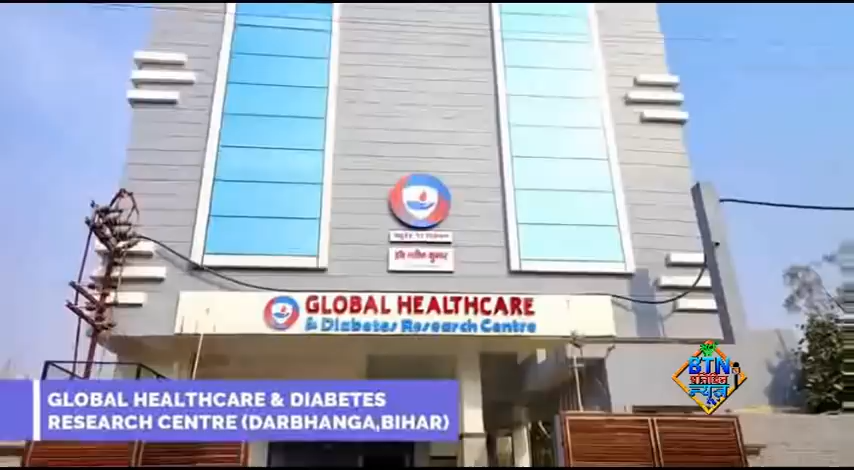 GLOBAL HEALTHCARE
& DIABETES RESEARCH CENTRE
GLOBAL HEALTHCARE & DIABETES
RESEARCH CENTRE (DARBHANGA,BIHAR)
BTN
न्यूज़